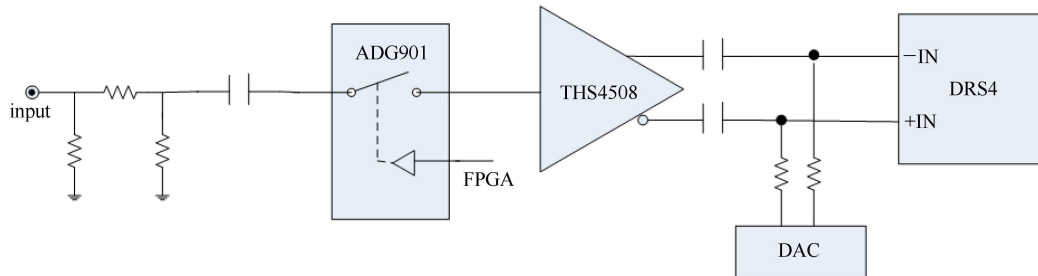 input
ADG901
FPGA
THS4508
−IN
+IN
DRS4
DAC